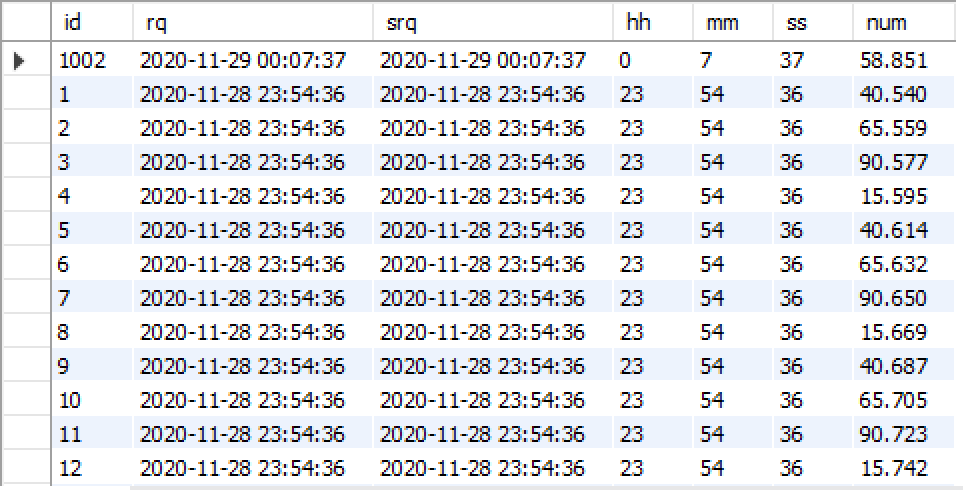 id rq srq hh mm ss num
1002 2020-11-29 00:07:37 2020-11-29 00:07:37 0 7 37 58.851
1 2020-11-28 23:54:36 2020-11-28 23:54:36 23 54 36 40.540
2 2020-11-28 23:54:36 2020-11-28 23:54:36 23 54 36 65.559
3 2020-11-28 23:54:36 2020-11-28 23:54:36 23 54 36 90.577
4 2020-11-28 23:54:36 2020-11-28 23:54:36 23 54 36 15.595
5 2020-11-28 23:54:36 2020-11-28 23:54:36 23 54 36 40.614
6 2020-11-28 23:54:36 2020-11-28 23:54:36 23 54 36 65.632
7 2020-11-28 23:54:36 2020-11-28 23:54:36 23 54 36 90.650
8 2020-11-28 23:54:36 2020-11-28 23:54:36 23 54 36 15.669
9 2020-11-28 23:54:36 2020-11-28 23:54:36 23 54 36 40.687
10 2020-11-28 23:54:36 2020-11-28 23:54:36 23 54 36 65.705
11 2020-11-28 23:54:36 2020-11-28 23:54:36 23 54 36 90.723
12 2020-11-28 23:54:36 2020-11-28 23:54:36 23 54 36 15.742